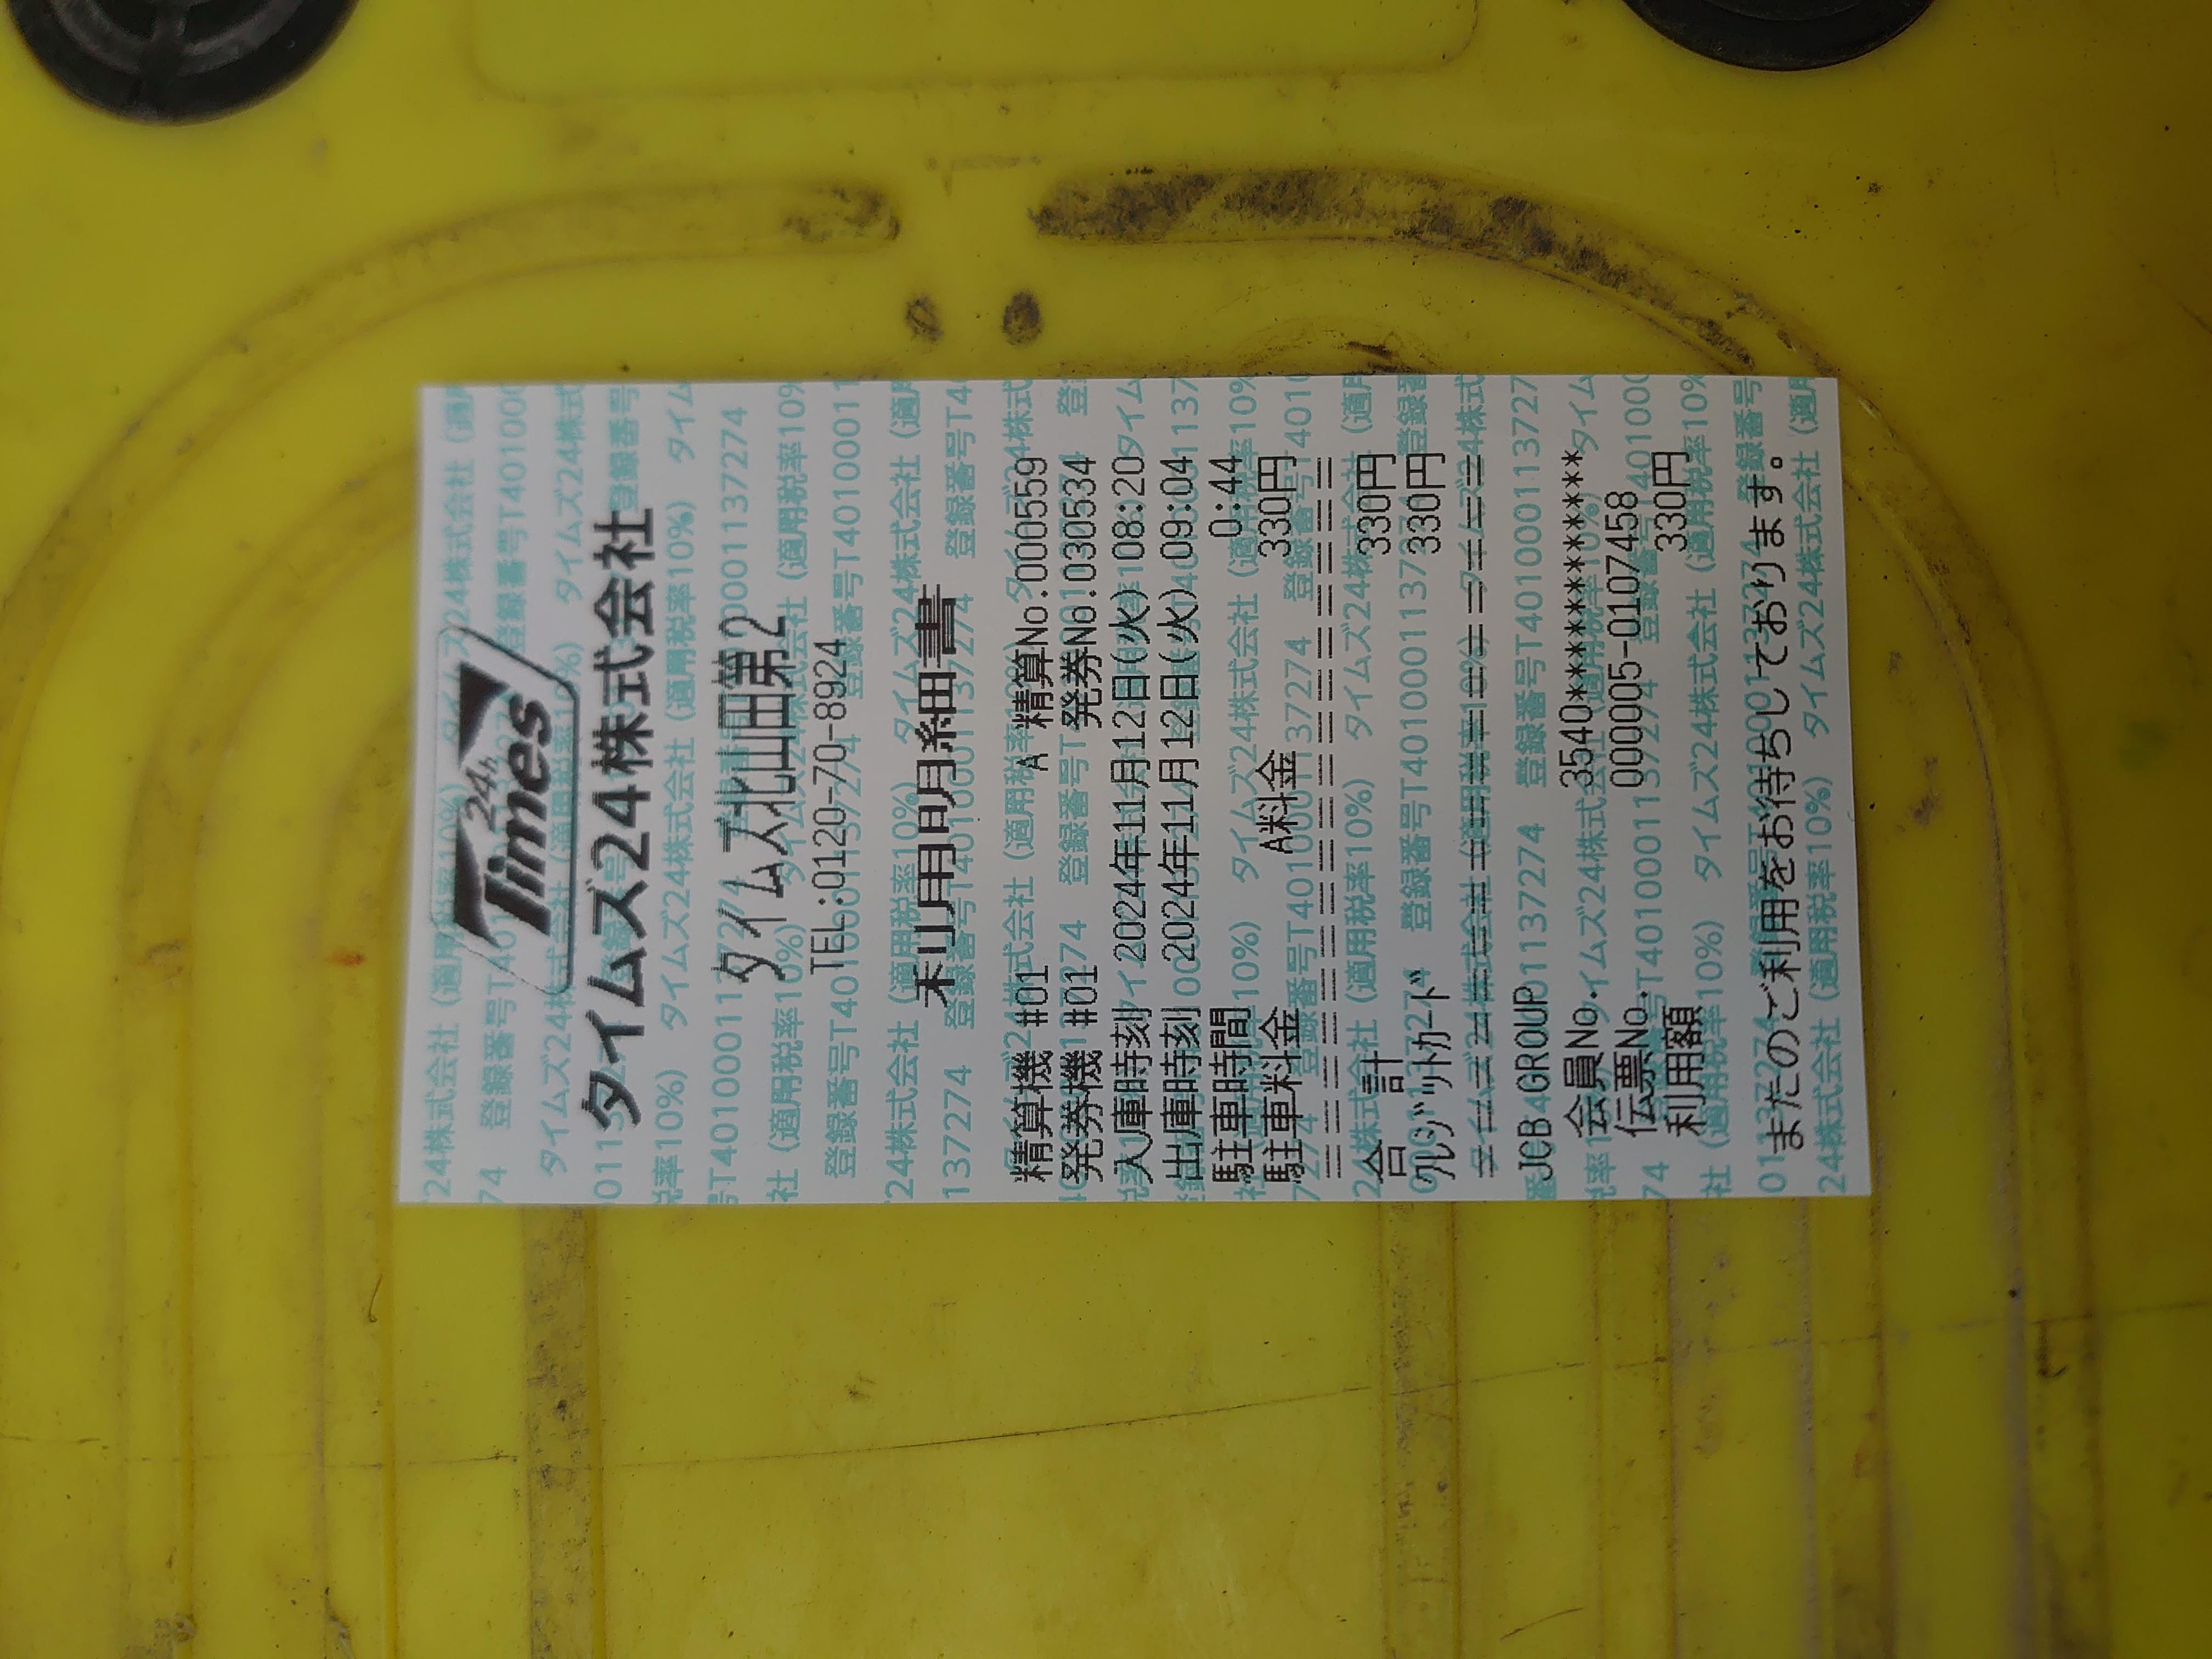 24h
Times
タイムズ24株式会社
タイムズ北山田第2
TEL:0120-70-8924
利用明細書
精算機 #01 A 精算No.000559
発券機 #01 発券No.030534
入庫時刻 2024年11月12日(火) 08:20
出庫時刻 2024年11月12日(火) 09:04
駐車時間 0:44
駐車料金 A料金 330円
合 計 330円
クレジットカード 330円
JCB 4GROUP
会員No. 3540************
伝票No. 000005-0107458
利用額 330円
またのご利用をお待ちしております。
タイムズ24株式会社 (適用税率10%) 登録番号T4010001137274